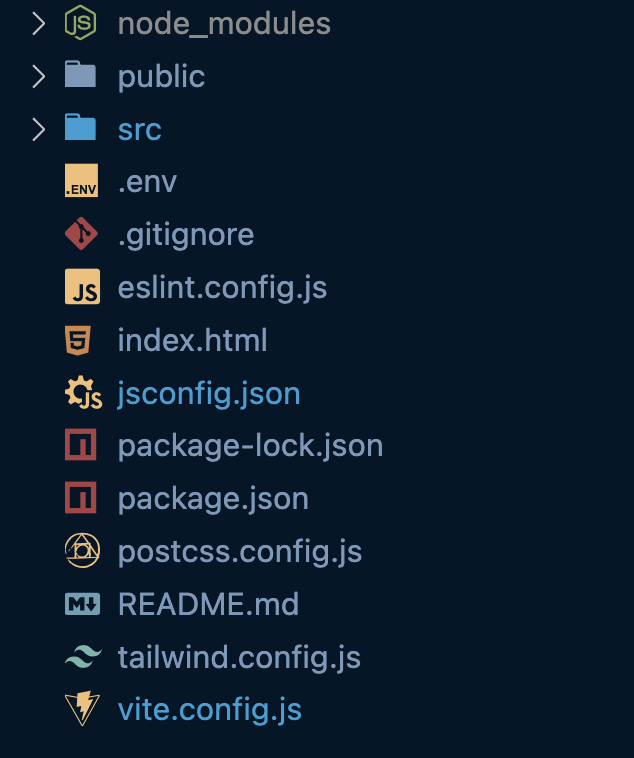 JS node_modules
public
src
.ENV .env
.gitignore
JS eslint.config.js
5 index.html
JS jsconfig.json
package-lock.json
package.json
postcss.config.js
M README.md
tailwind.config.js
vite.config.js